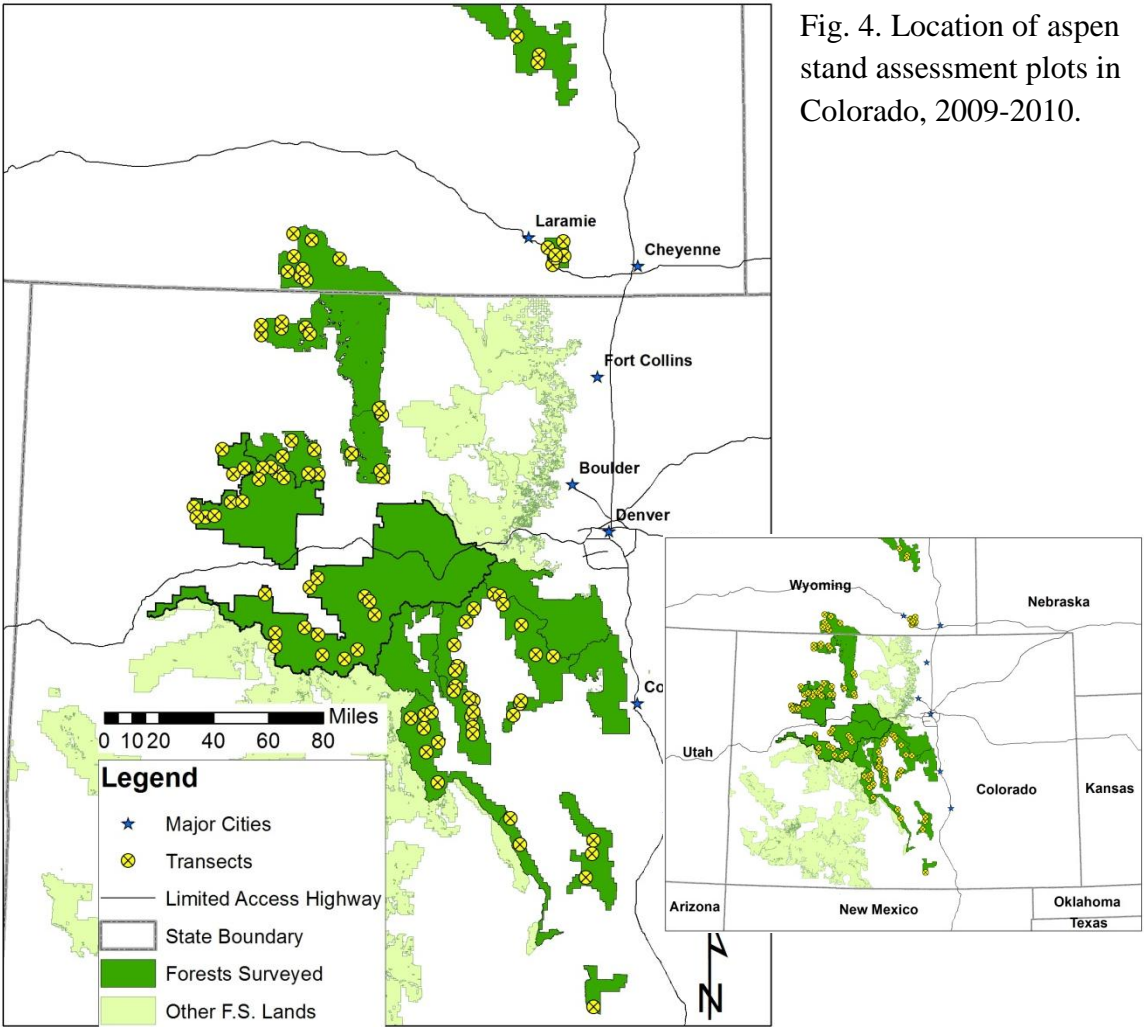 Fig. 4. Location of aspen
stand assessment plots in
Colorado, 2009-2010.
Laramie
Cheyenne
Fort Collins
Boulder
Denver
Co
Miles
0 10 20 40 60 80
Legend
Major Cities
Transects
Limited Access Highway
State Boundary
Forests Surveyed
Other F.S. Lands
N
Wyoming
Nebraska
Utah
Colorado
Kansas
Arizona
New Mexico
Oklahoma
Texas